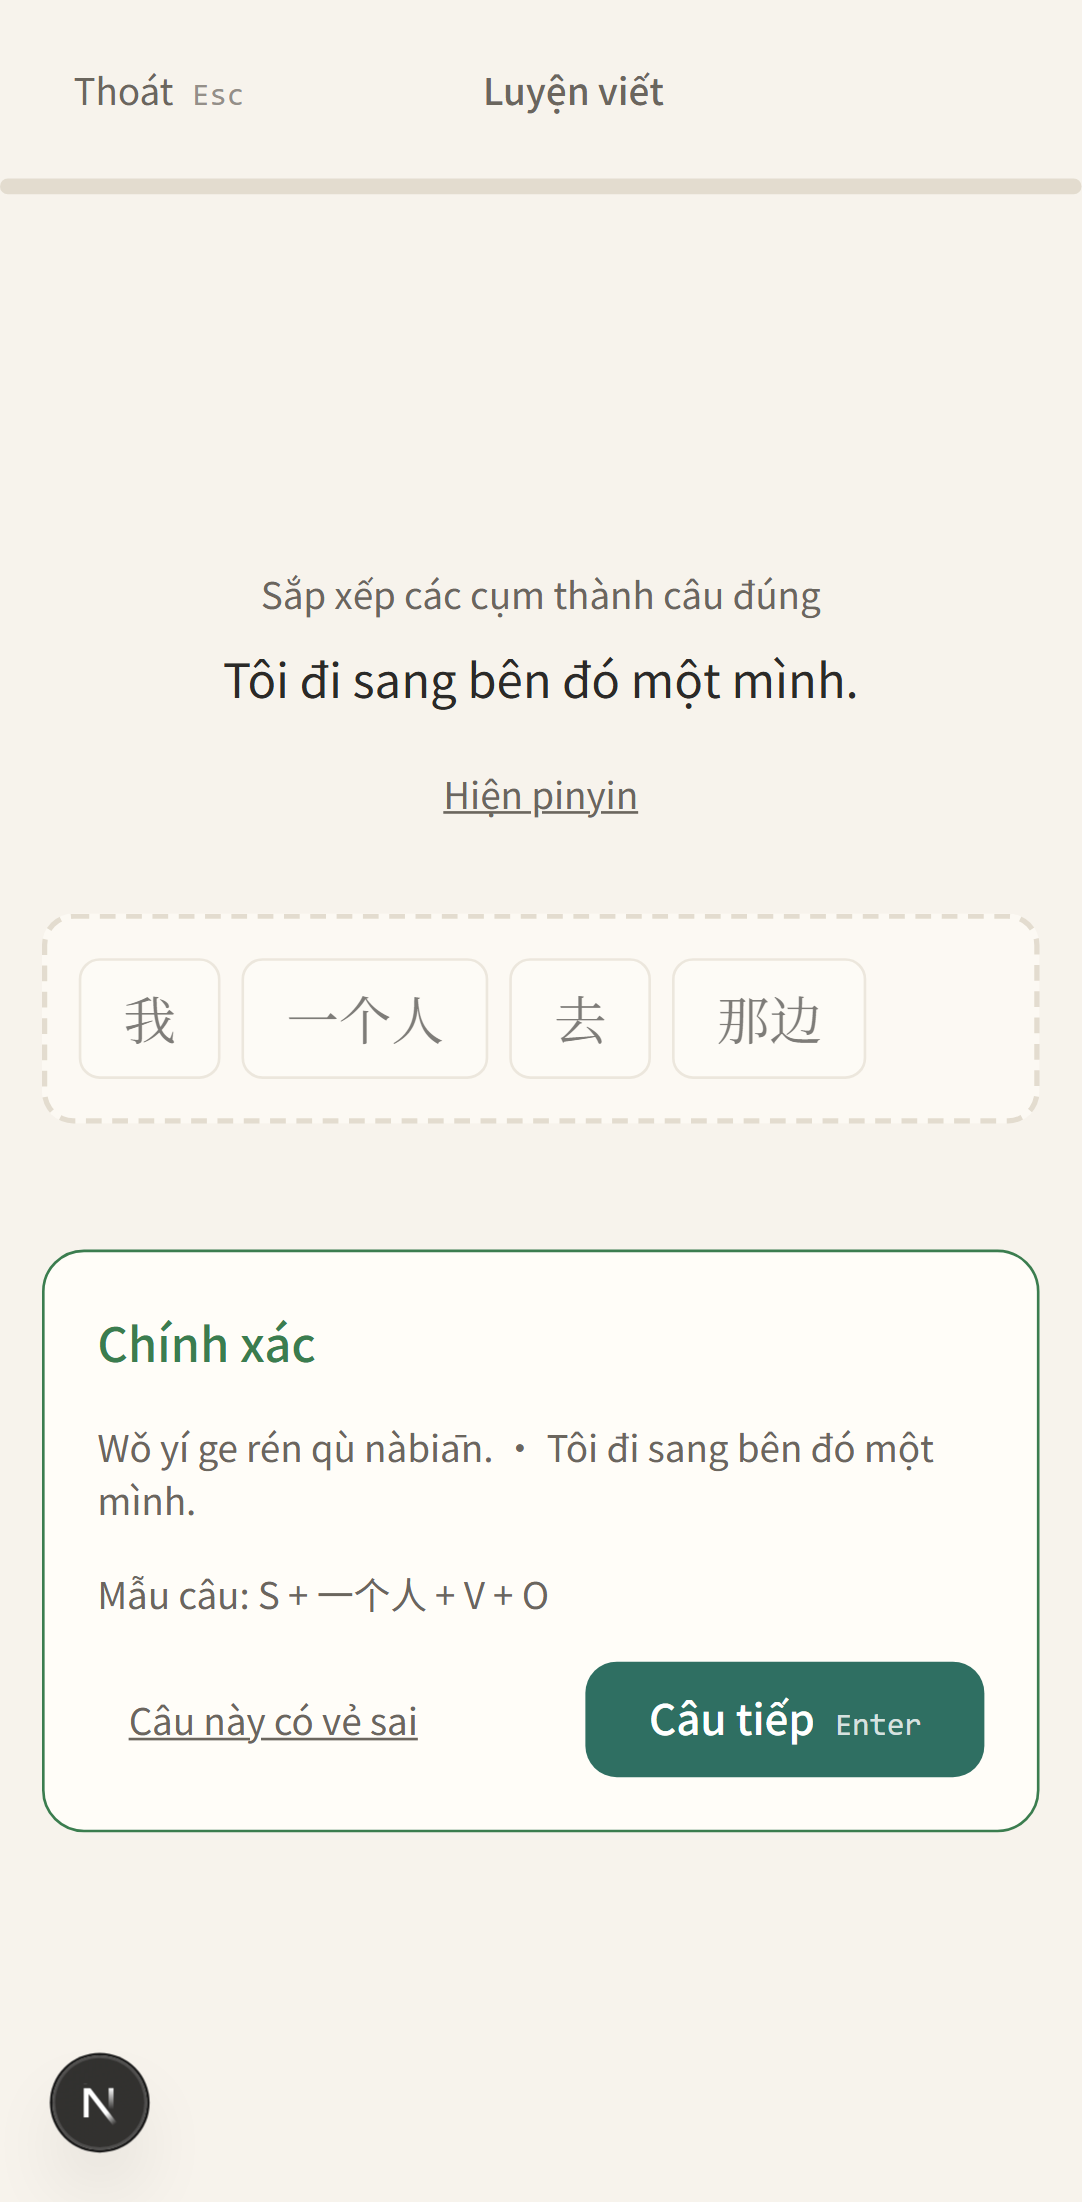 Thoát Esc Luyện viết
Sắp xếp các cụm thành câu đúng
Tôi đi sang bên đó một mình.
Hiện pinyin
我 一个人 去 那边
Chính xác
Wǒ yí ge rén qù nàbiān. • Tôi đi sang bên đó một
mình.
Mẫu câu: S + 一个人 + V + O
Câu này có vẻ sai Câu tiếp Enter
N